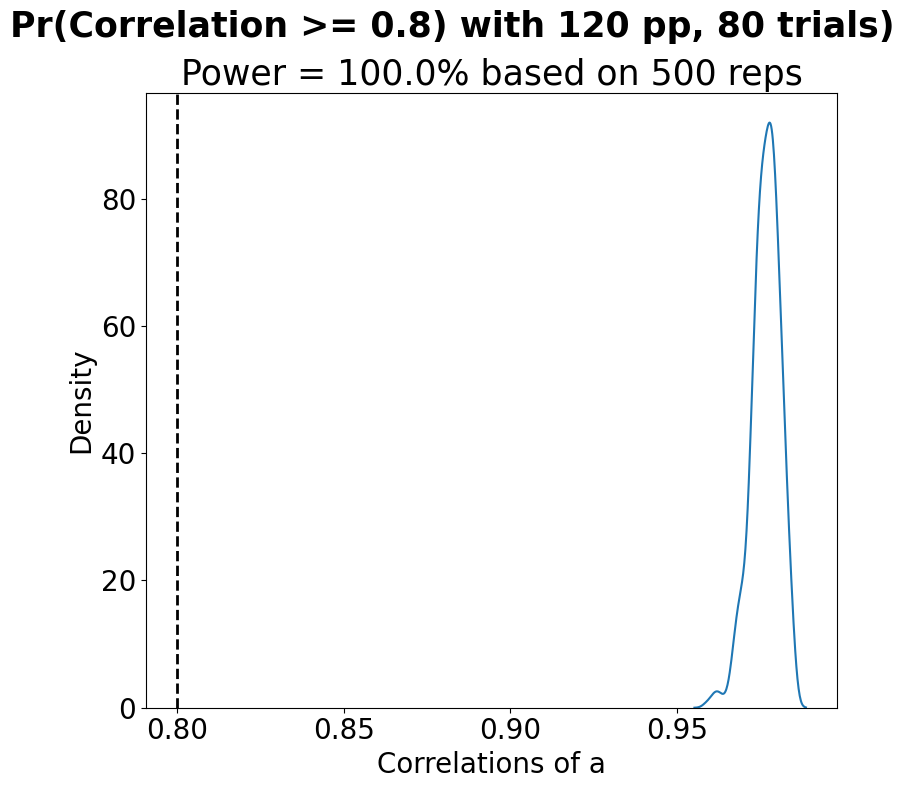 Pr(Correlation >= 0.8) with 120 pp, 80 trials)
Power = 100.0% based on 500 reps
80
60
40
20
0
Density
0.80 0.85 0.90 0.95
Correlations of a